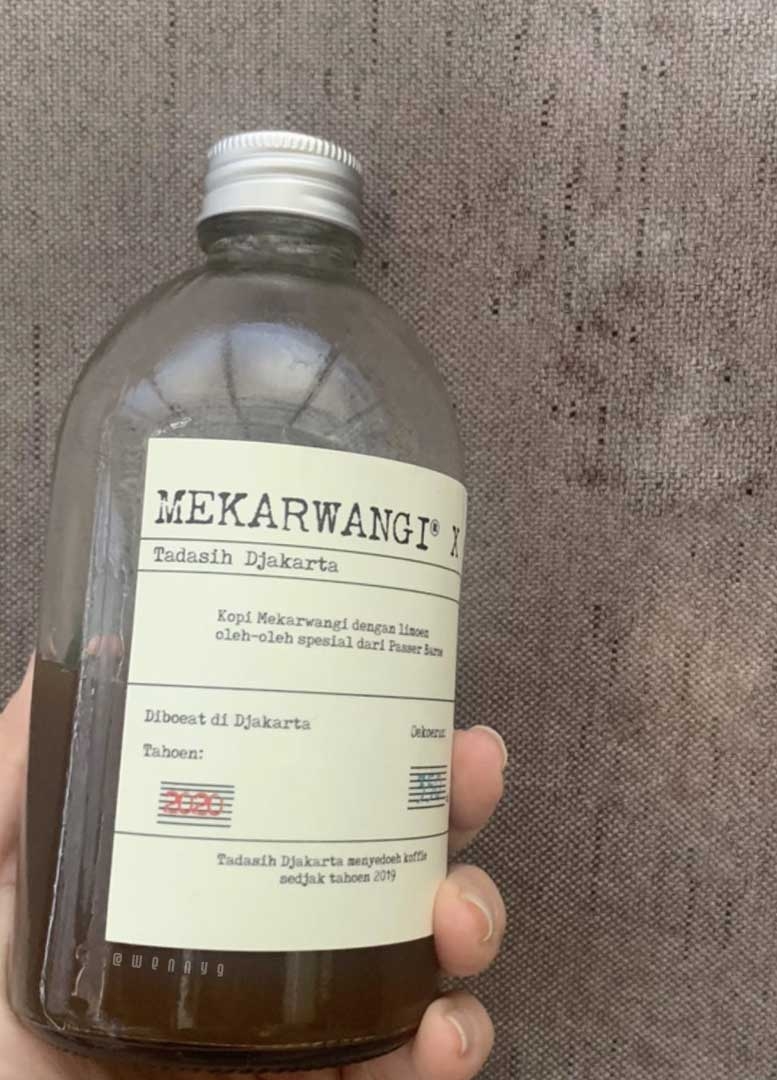 MEKARWANGI® X
Tadasih Djakarta
Kopi Mekarwangi dengan limoen
oleh-oleh spesial dari Passer Baroe
Diboeat di Djakarta
Oekoeran:
Tahoen:
2020
Tadasih Djakarta menyedoeh koffie
sedjak tahoen 2019
@wennyg